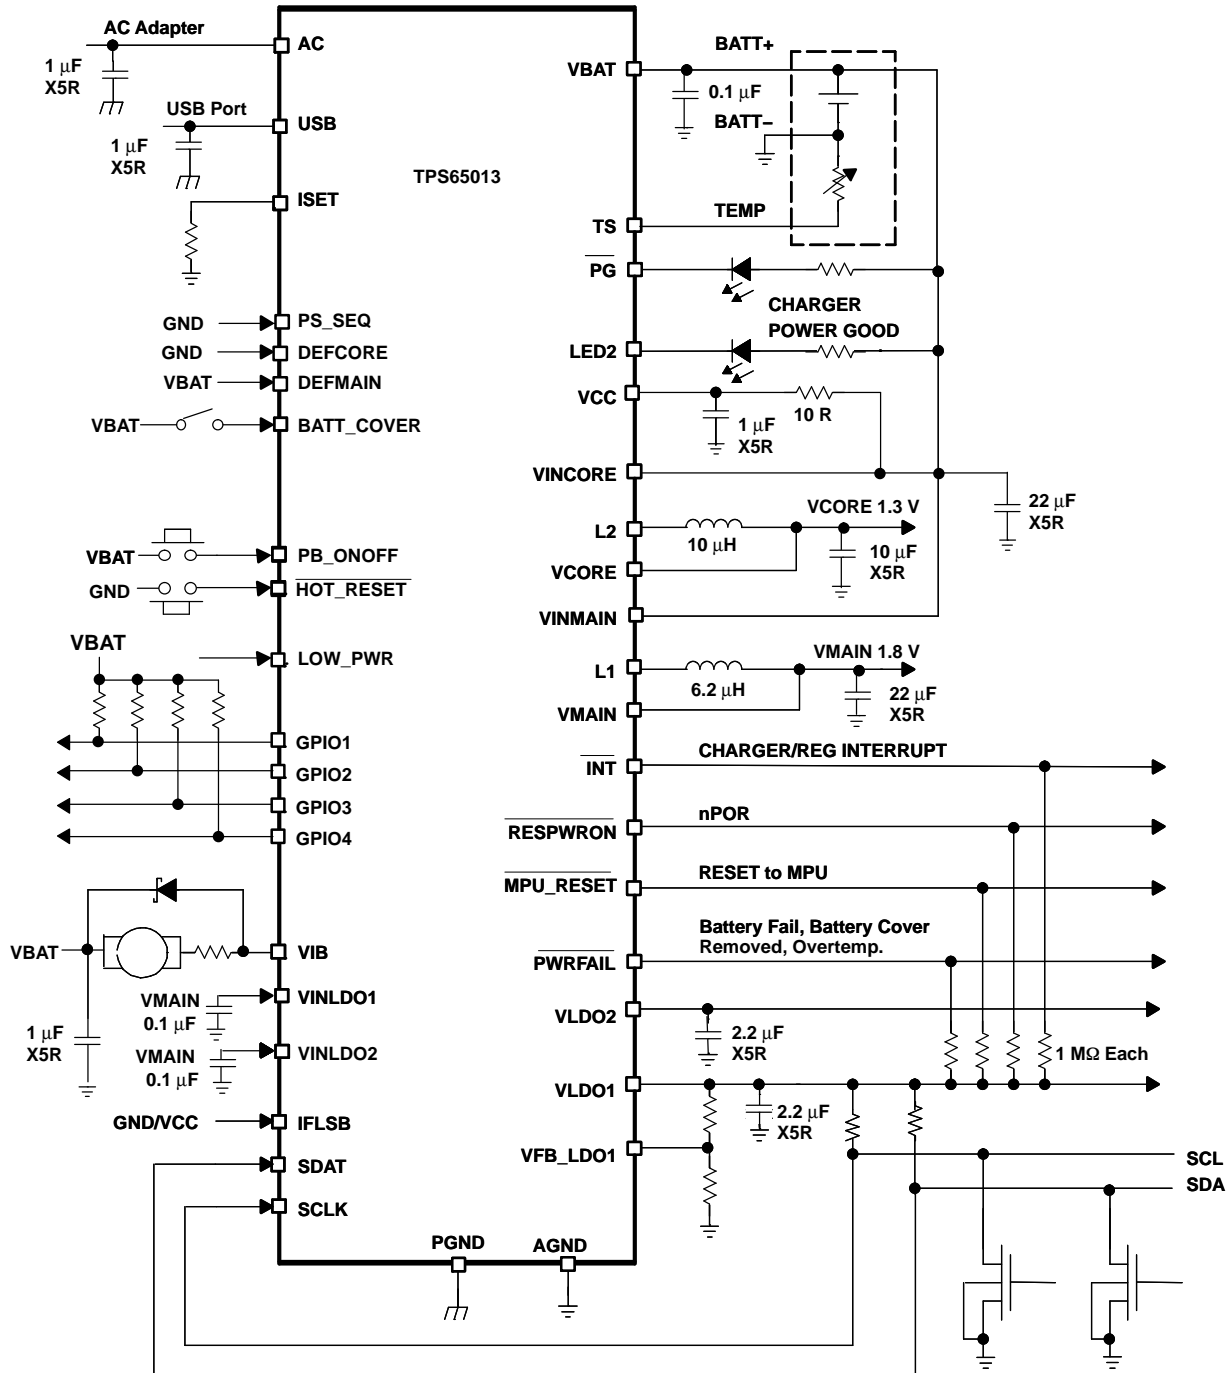 AC Adapter
AC
1 μF
X5R
USB Port
USB
1 μF
X5R
ISET
TPS65013
GND
PS_SEQ
GND
DEFCORE
VBAT
DEFMAIN
VBAT
BATT_COVER
VBAT
PB_ONOFF
GND
HOT_RESET
VBAT
LOW_PWR
GPIO1
GPIO2
GPIO3
GPIO4
VBAT
VIB
1 μF
X5R
VMAIN
0.1 μF
VINLDO1
VMAIN
0.1 μF
VINLDO2
GND/VCC
IFLSB
SDAT
SCLK
PGND
AGND
VBAT
BATT+
0.1 μF
BATT–
TS
TEMP
PG
CHARGER
POWER GOOD
LED2
VCC
10 R
1 μF
X5R
VINCORE
22 μF
X5R
L2
10 μH
VCORE 1.3 V
10 μF
X5R
VCORE
VINMAIN
L1
6.2 μH
VMAIN 1.8 V
22 μF
X5R
VMAIN
INT
CHARGER/REG INTERRUPT
RESPWRON
nPOR
MPU_RESET
RESET to MPU
PWRFAIL
Battery Fail, Battery Cover
Removed, Overtemp.
VLDO2
2.2 μF
X5R
1 MΩ Each
VLDO1
2.2 μF
X5R
VFB_LDO1
SCL
SDA